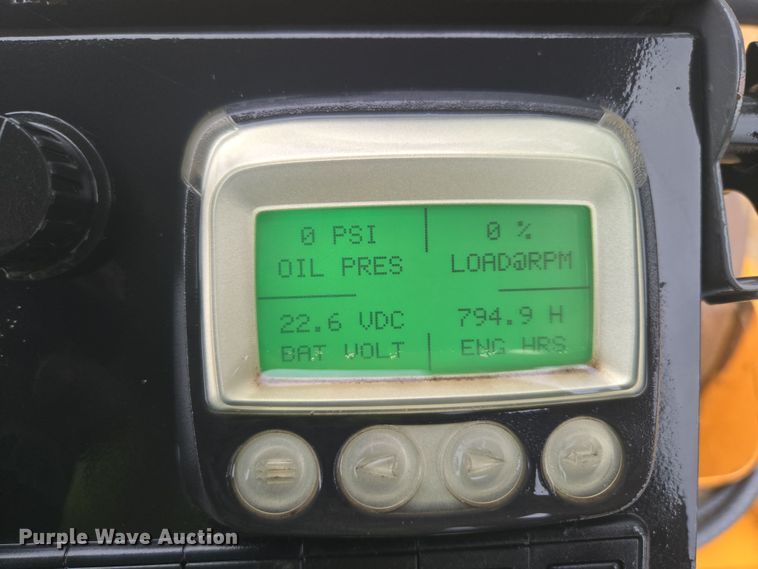 0 PSI
OIL PRES
0 %
LOAD@RPM
22.6 VDC
BAT VOLT
794.9 H
ENG HRS
Purple Wave Auction